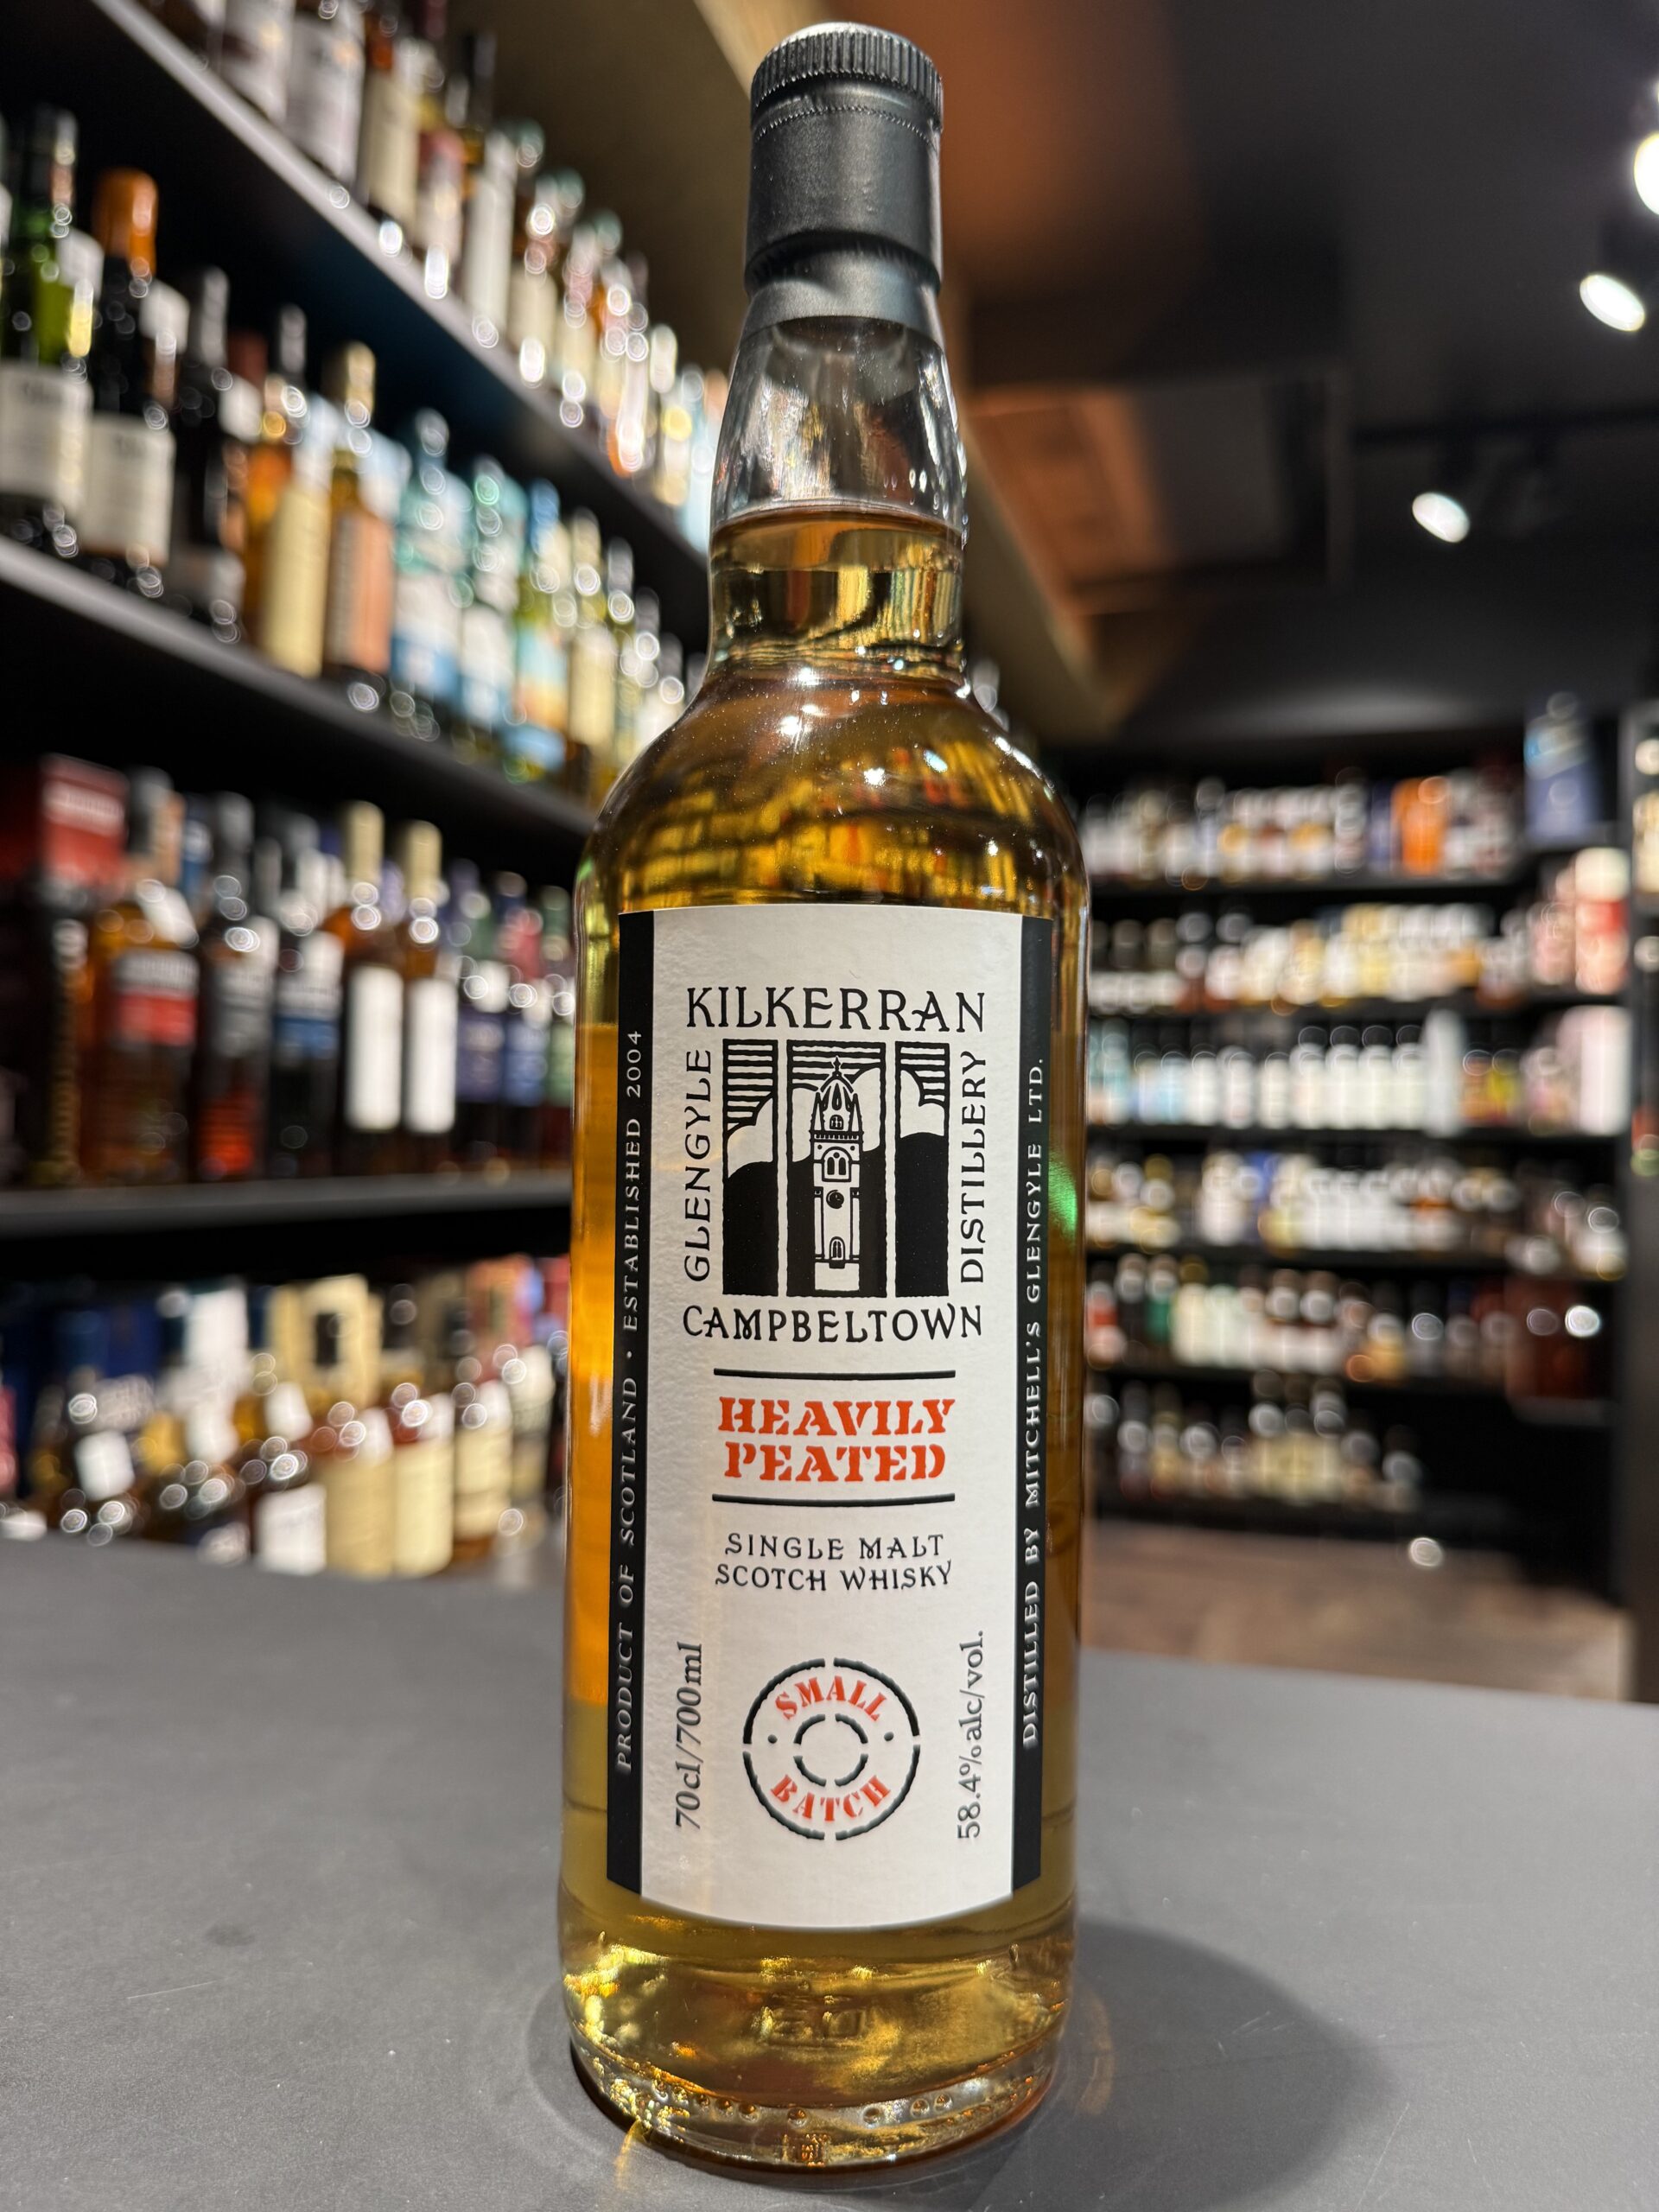 KILKERRAN
GLENGYLE
DISTILLERY
CAMPBELTOWN
HEAVILY
PEATED
SINGLE MALT
SCOTCH WHISKY
70cl/700ml
SMALL
BATCH
58.4%alc/vol.
PRODUCT OF SCOTLAND • ESTABLISHED 2004
DISTILLED BY MITCHELL'S GLENGYLE LTD.